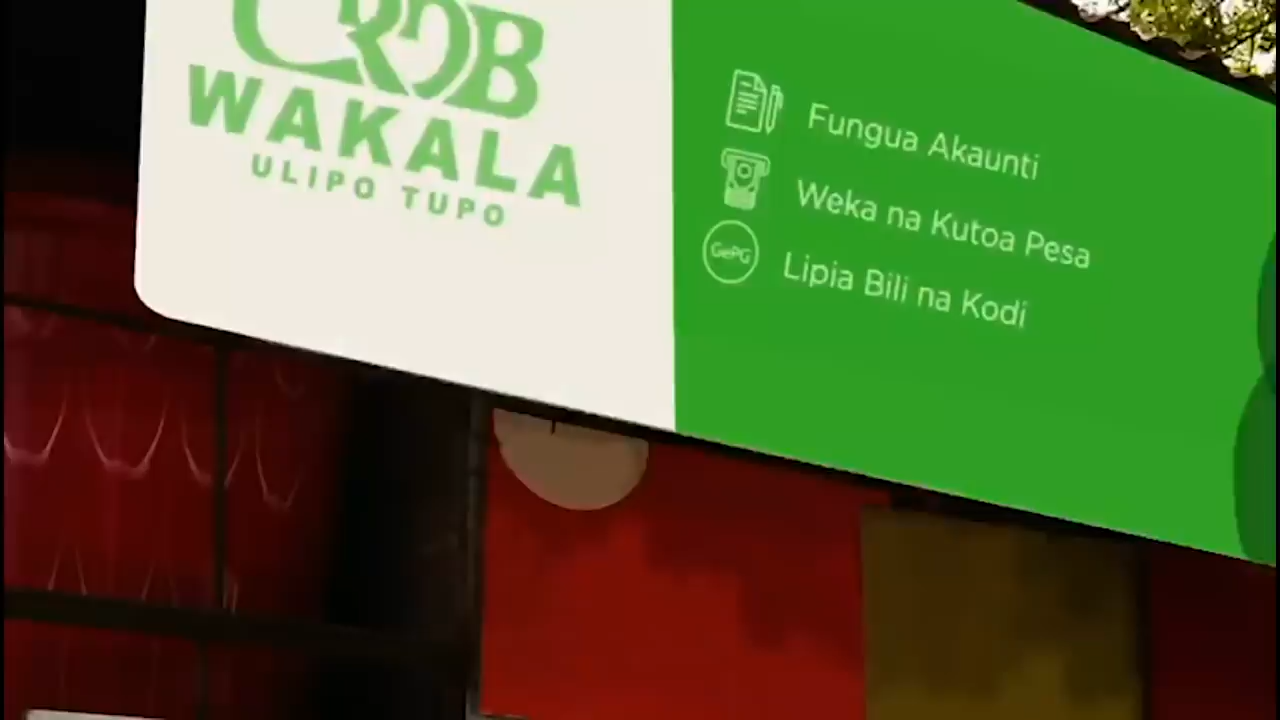 CRDB
WAKALA
ULIPO TUPO
Fungua Akaunti
Weka na Kutoa Pesa
GePG
Lipia Bili na Kodi